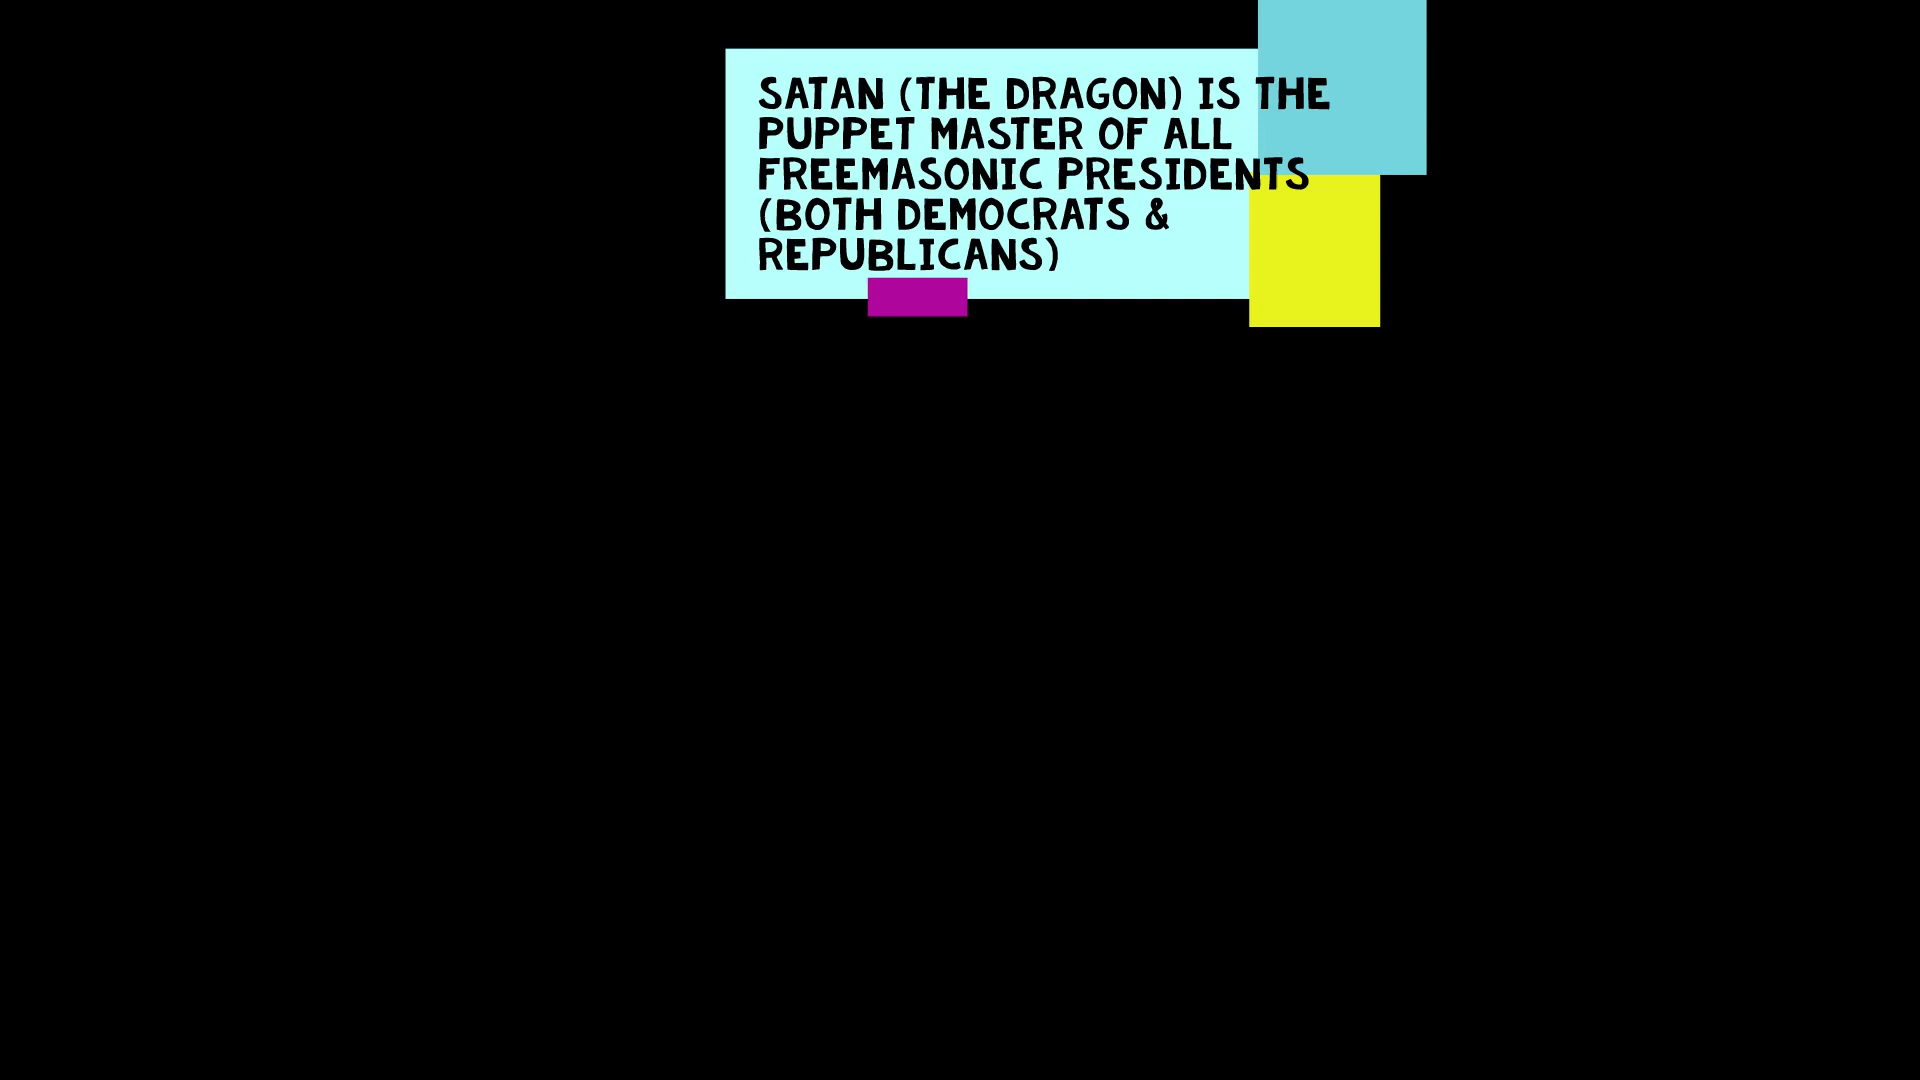 SATAN (THE DRAGON) IS THE
PUPPET MASTER OF ALL
FREEMASONIC PRESIDENTS
(BOTH DEMOCRATS &
REPUBLICANS)